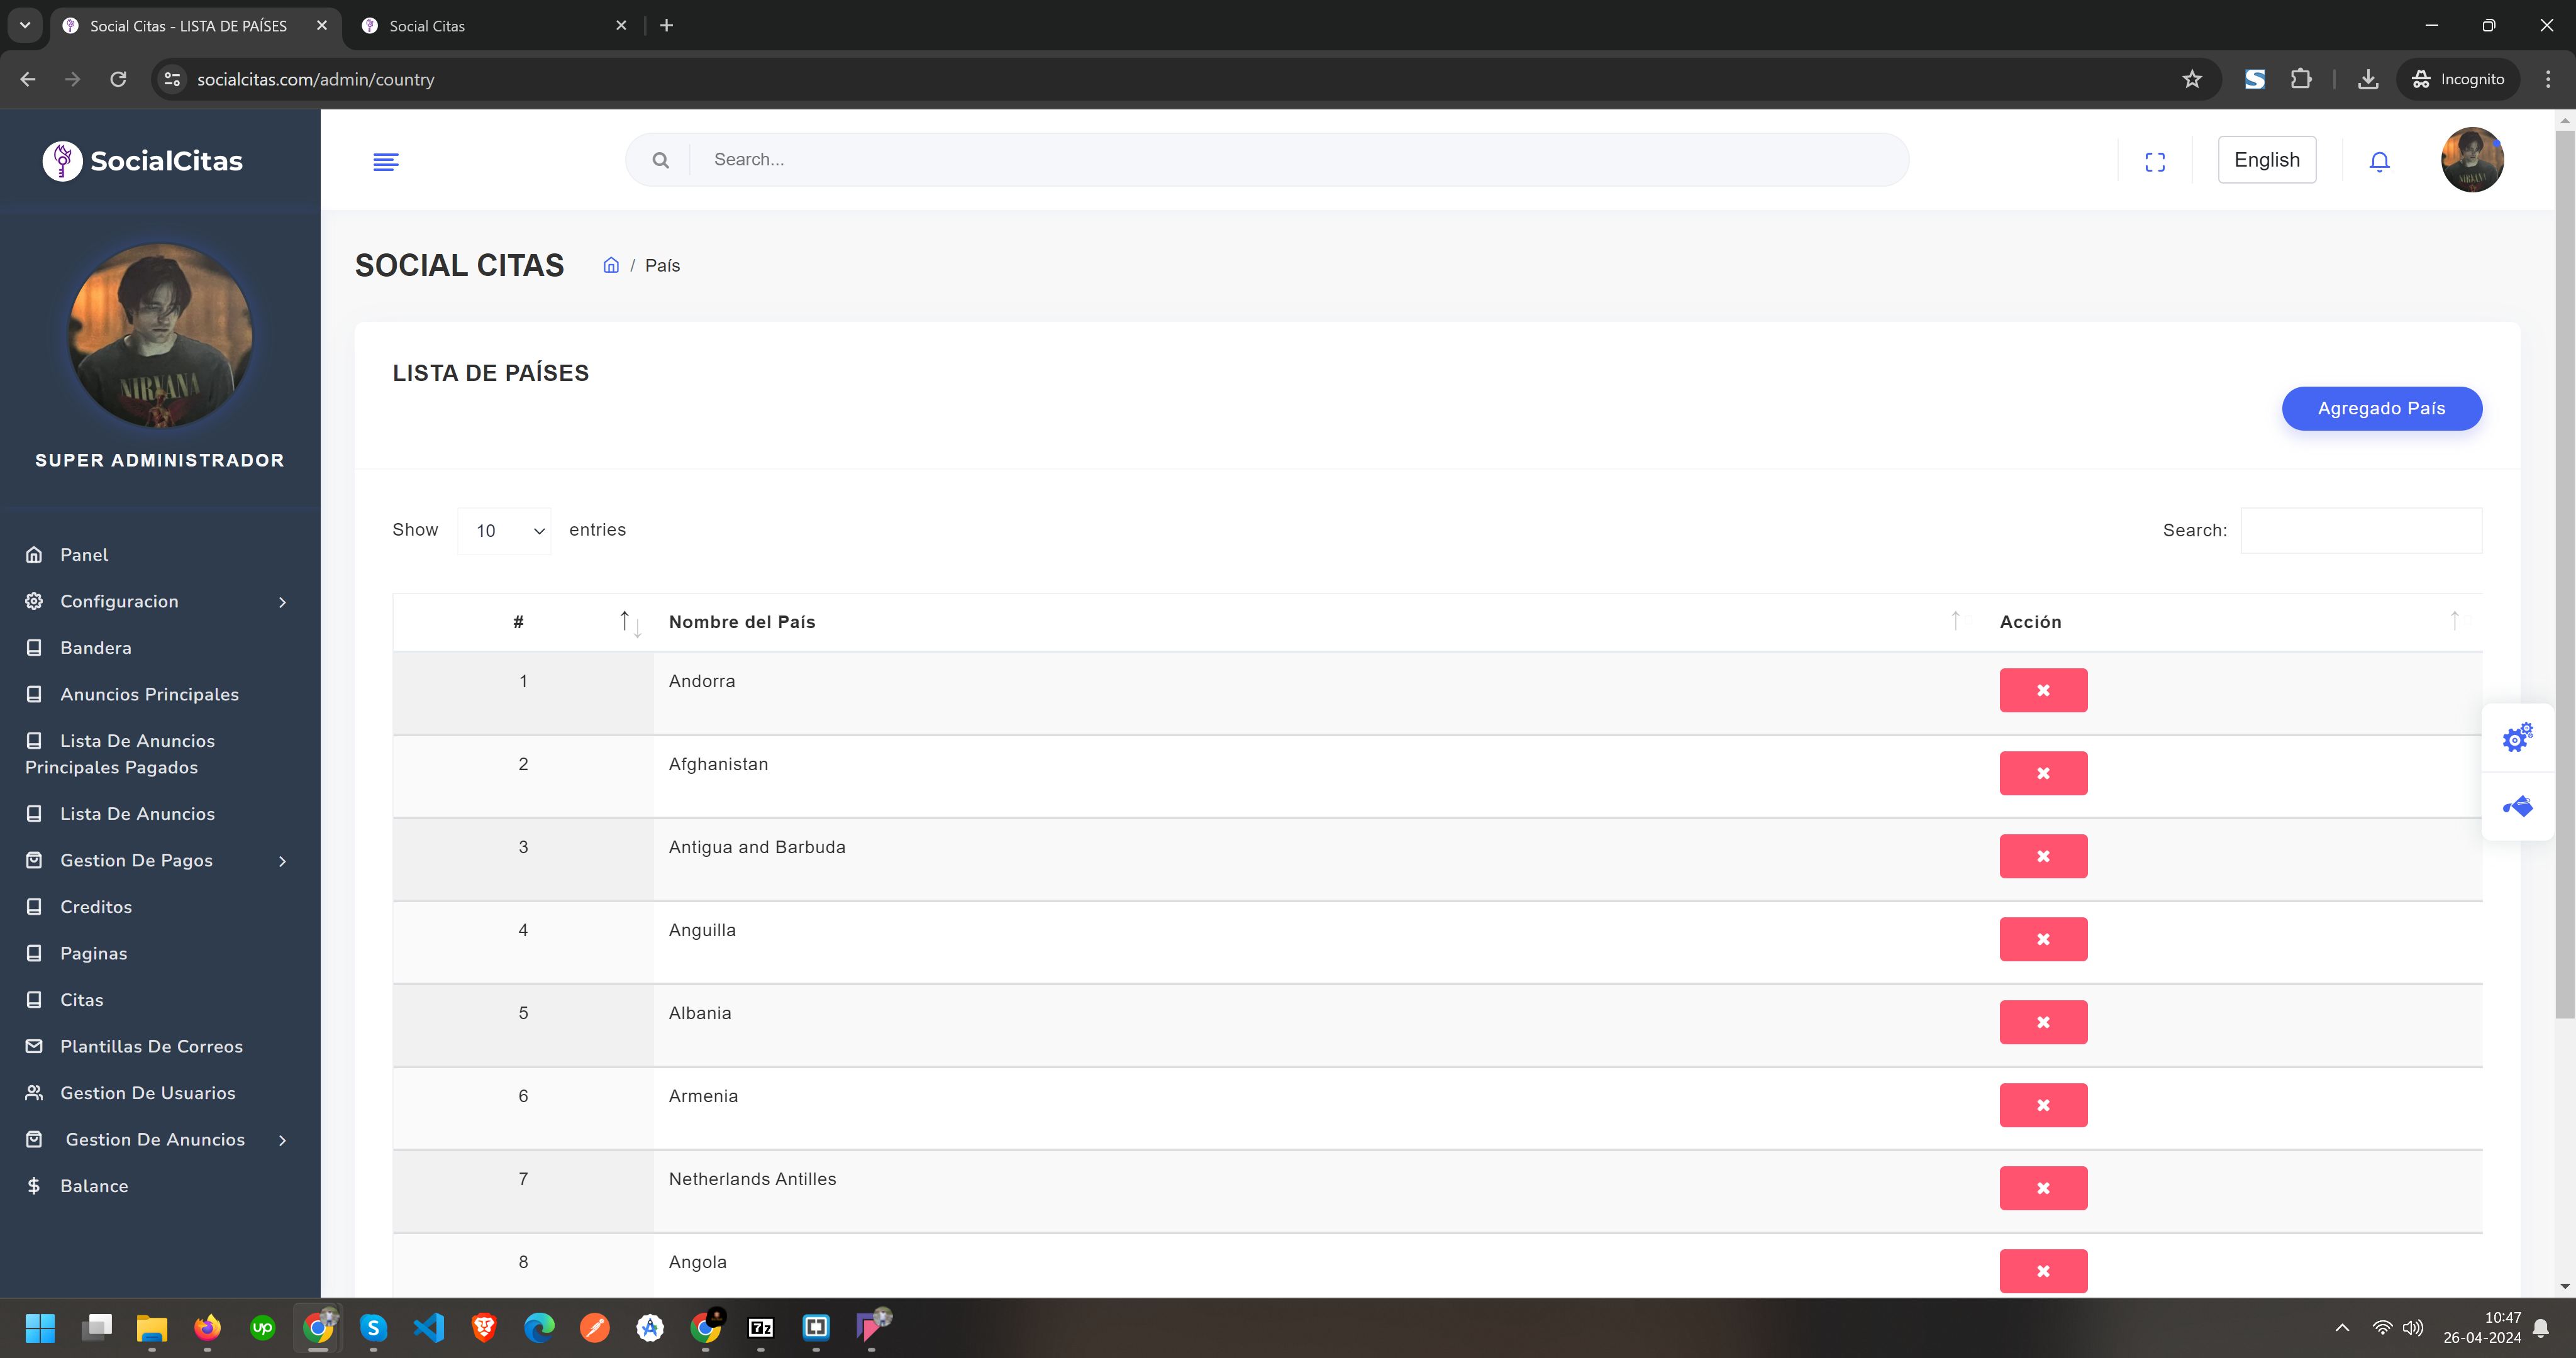 Social Citas - LISTA DE PAÍSES
Social Citas
socialcitas.com/admin/country
Incognito
SocialCitas
Search...
English
NIRVANA
SUPER ADMINISTRADOR
Panel
Configuracion
Bandera
Anuncios Principales
Lista De Anuncios
Principales Pagados
Lista De Anuncios
Gestion De Pagos
Creditos
Paginas
Citas
Plantillas De Correos
Gestion De Usuarios
Gestion De Anuncios
Balance
SOCIAL CITAS / País
LISTA DE PAÍSES
Agregado País
Show 10 entries
Search:
# Nombre del País Acción
1 Andorra
2 Afghanistan
3 Antigua and Barbuda
4 Anguilla
5 Albania
6 Armenia
7 Netherlands Antilles
8 Angola
up
S
7z
10:47
26-04-2024